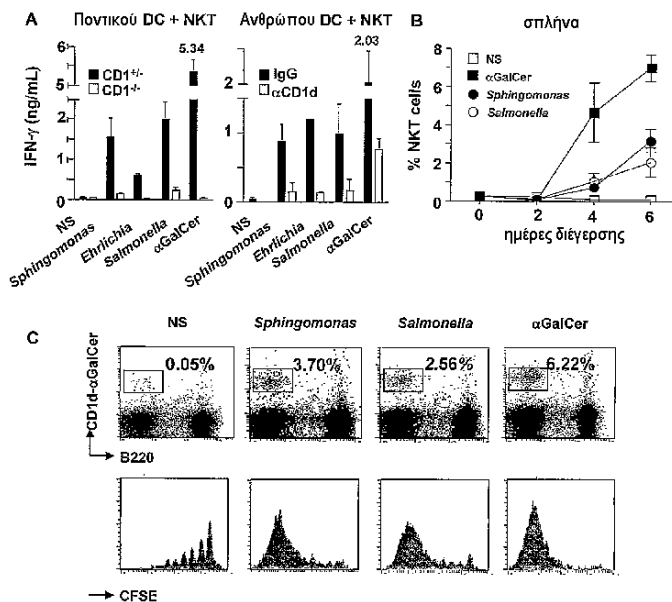 A
Ποντικού DC + NKT
Ανθρώπου DC + NKT
IFN-γ (ng/mL)
6
5
3
2
1
0
5.34
CD1+/-
CD1-/-
NS
Sphingomonas
Ehrlichia
Salmonella
αGalCer
2
1
0
2.03
IgG
αCD1d
NS
Sphingomonas
Ehrlichia
Salmonella
αGalCer
B
σπλήνα
% NKT cells
8
6
4
2
0
NS
αGalCer
Sphingomonas
Salmonella
0
2
4
6
ημέρες διέγερσης
C
NS
Sphingomonas
Salmonella
αGalCer
CD1d-αGalCer
0.05%
3.70%
2.56%
6.22%
B220
CFSE